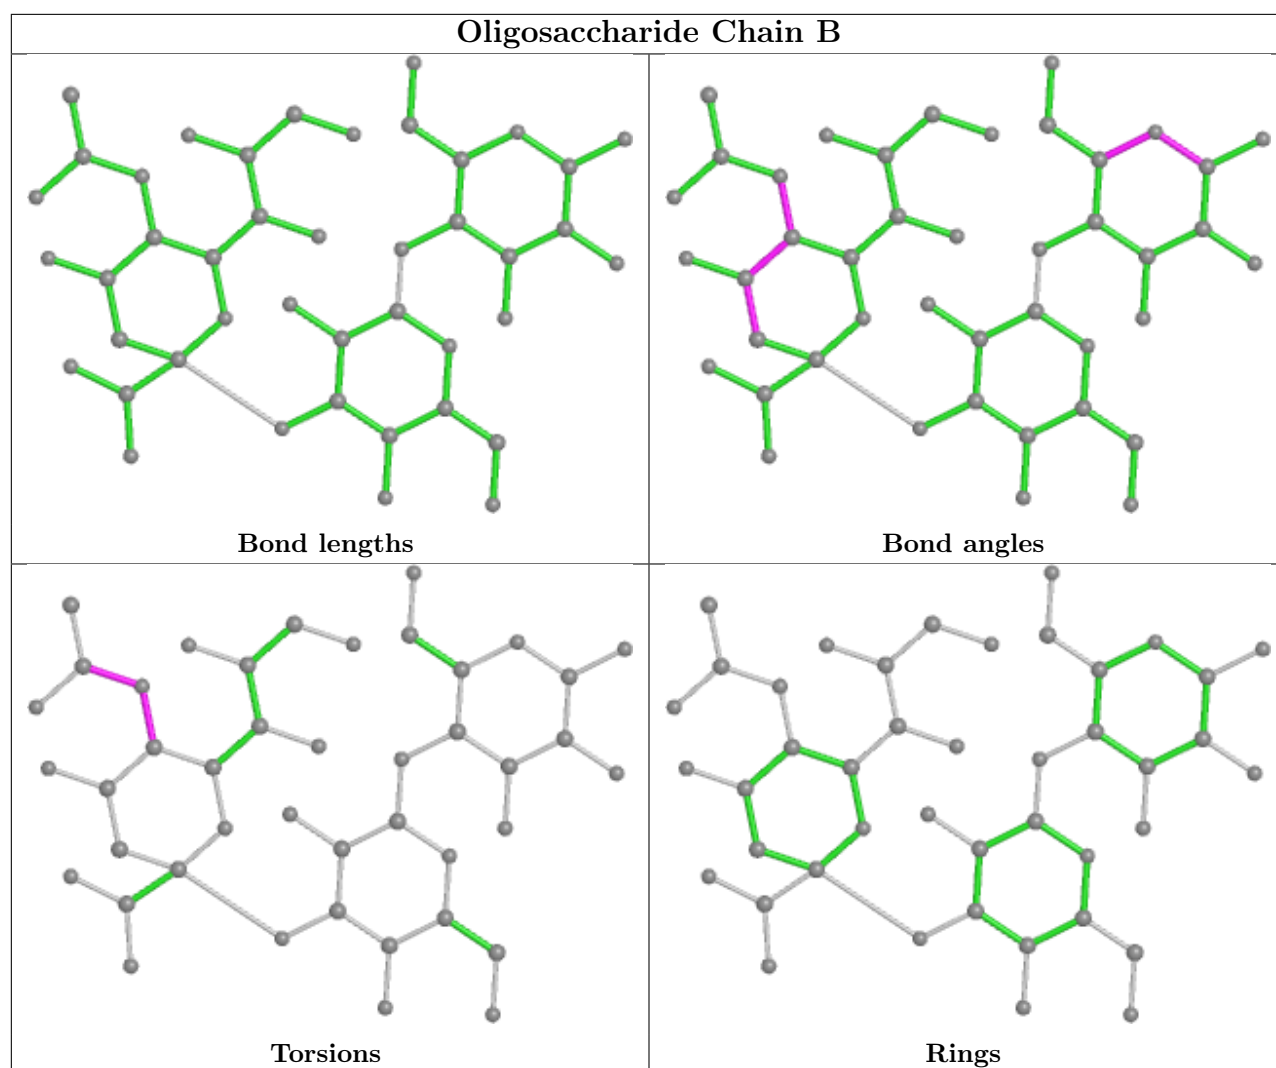 Oligosaccharide Chain B
Bond lengths
Bond angles
Torsions
Rings